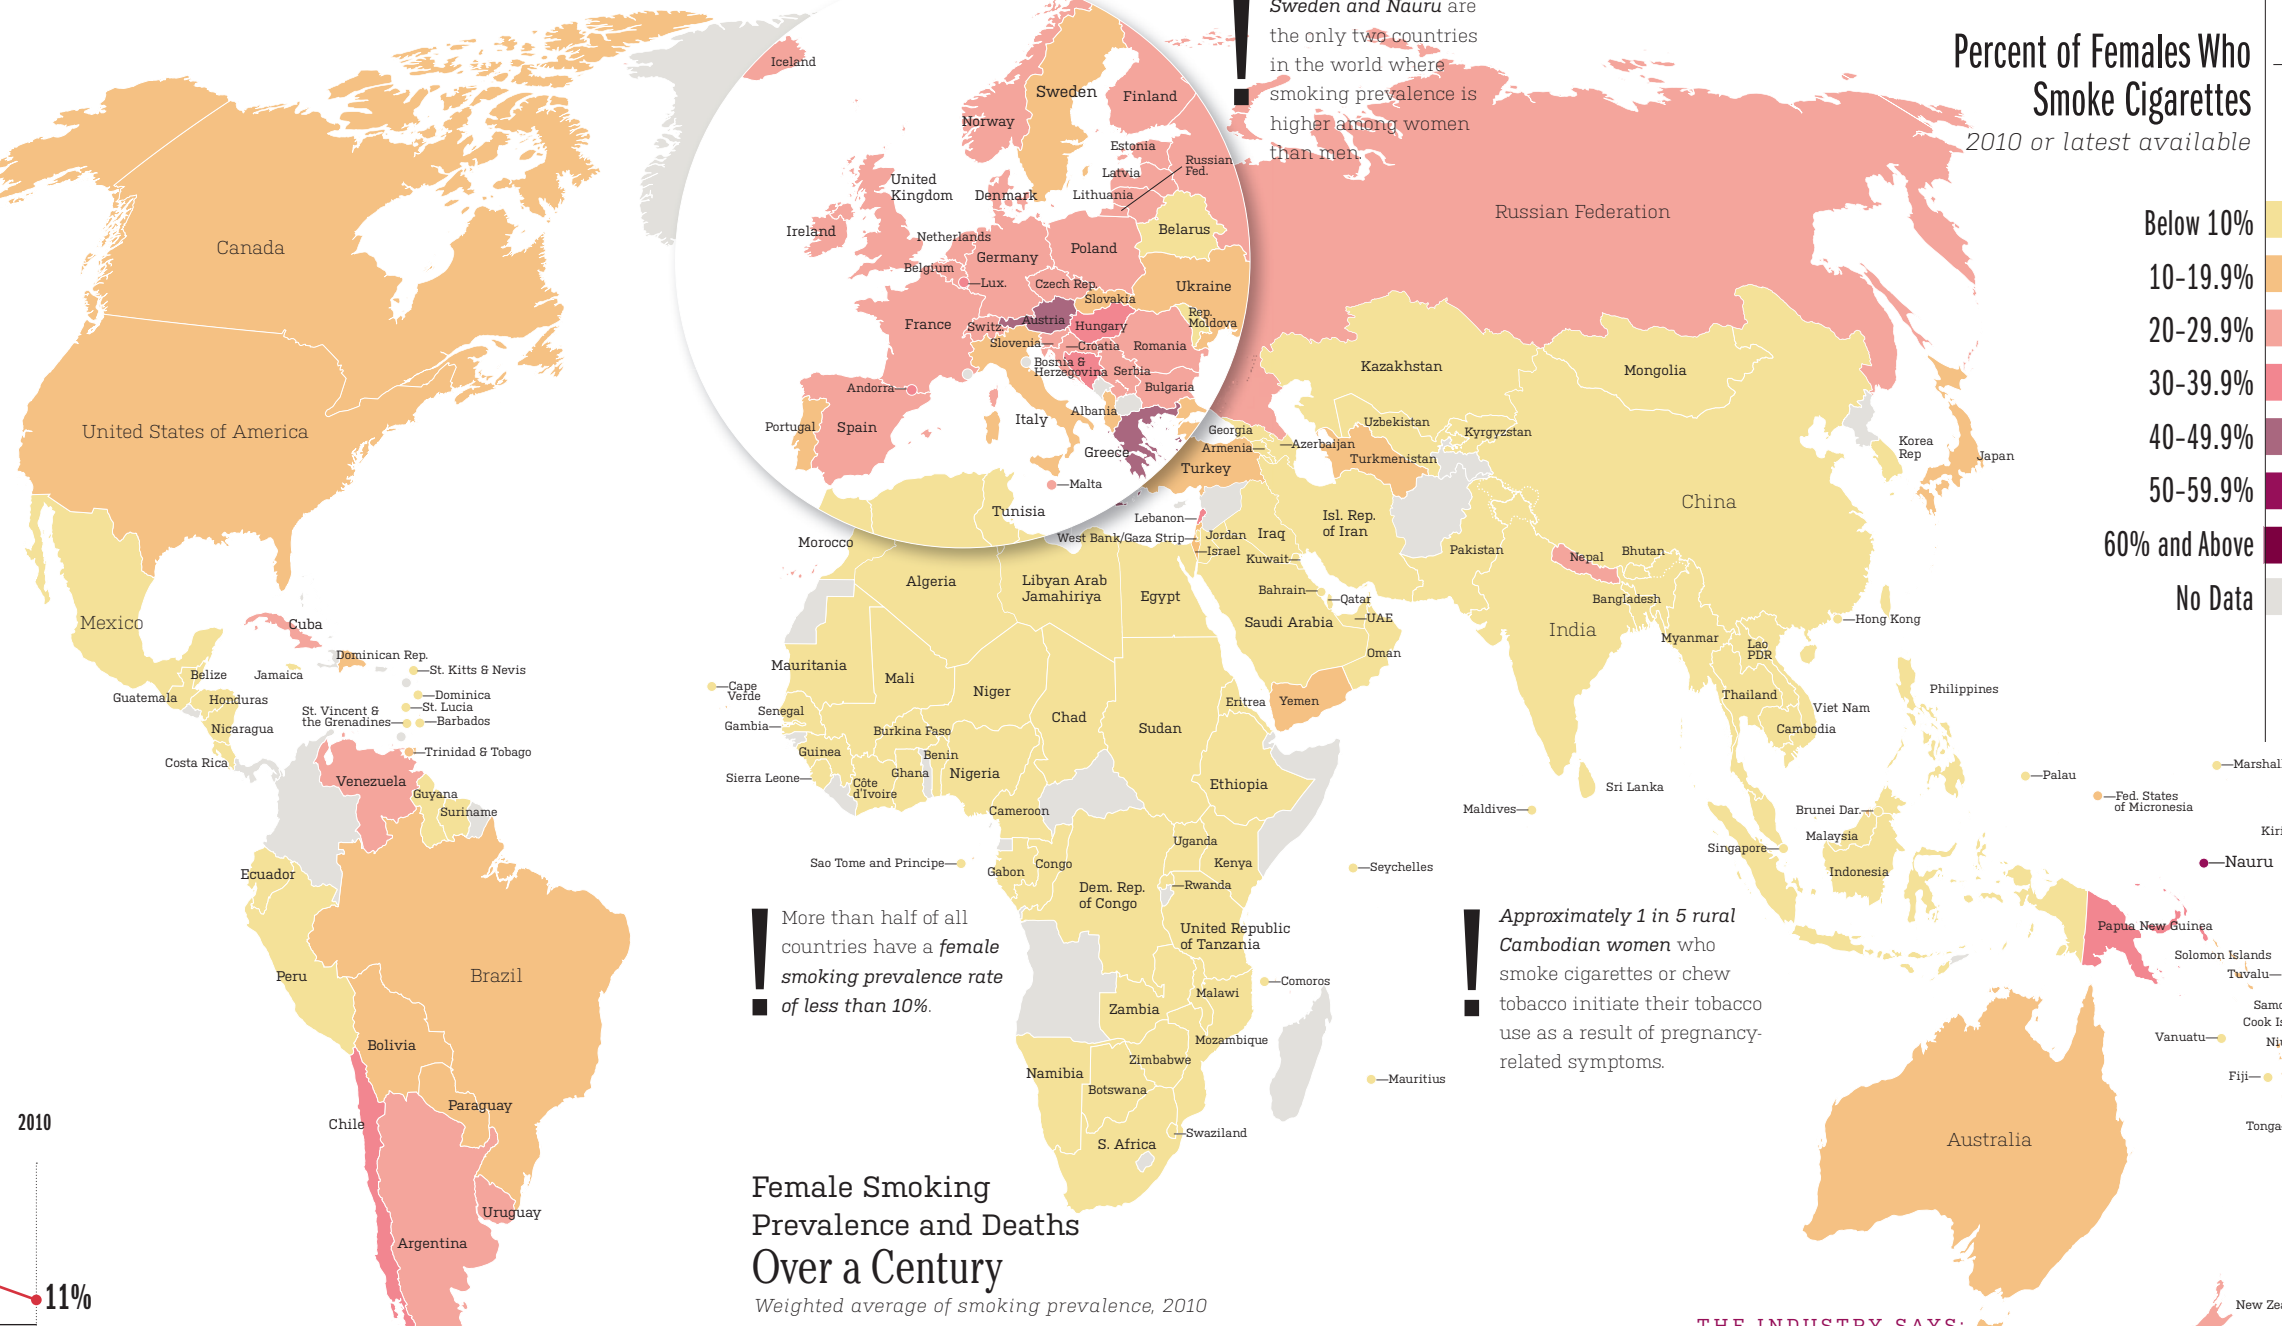 Sweden and Nauru are
the only two countries
in the world where
smoking prevalence is
higher among women
than men.
Percent of Females Who
Smoke Cigarettes
2010 or latest available
Below 10%
10–19.9%
20–29.9%
30–39.9%
40–49.9%
50–59.9%
60% and Above
No Data
Iceland
Sweden
Finland
Norway
Estonia
Russian
Fed.
Latvia
United
Kingdom
Denmark
Lithuania
Ireland
Netherlands
Belarus
Germany
Poland
Belgium
Lux.
Czech Rep.
Ukraine
Slovakia
France
Switz.
Austria
Hungary
Rep.
Moldova
Slovenia
Croatia
Romania
Bosnia &
Herzegovina
Serbia
Andorra
Bulgaria
Albania
Portugal
Spain
Italy
Greece
Malta
Tunisia
Canada
United States of America
Mexico
Cuba
Dominican Rep.
Belize
Jamaica
St. Kitts & Nevis
Guatemala
Honduras
Dominica
St. Lucia
St. Vincent &
the Grenadines
Barbados
Nicaragua
Trinidad & Tobago
Costa Rica
Venezuela
Guyana
Suriname
Ecuador
Peru
Brazil
Bolivia
Paraguay
Chile
Uruguay
Argentina
Russian Federation
Kazakhstan
Mongolia
Uzbekistan
Kyrgyzstan
Georgia
Armenia
Azerbaijan
Turkmenistan
Turkey
Korea
Rep
Japan
China
Lebanon
West Bank/Gaza Strip
Jordan
Israel
Iraq
Isl. Rep.
of Iran
Kuwait
Pakistan
Nepal
Bhutan
Bahrain
Qatar
Bangladesh
Saudi Arabia
UAE
India
Myanmar
Hong Kong
Oman
Lao
PDR
Yemen
Thailand
Viet Nam
Philippines
Cambodia
Morocco
Algeria
Libyan Arab
Jamahiriya
Egypt
Mauritania
Mali
Niger
Cape
Verde
Senegal
Gambia
Chad
Sudan
Eritrea
Burkina Faso
Guinea
Benin
Sierra Leone
Côte
d'Ivoire
Ghana
Nigeria
Ethiopia
Cameroon
Sri Lanka
Maldives
Brunei Dar.
Malaysia
Singapore
Indonesia
Palau
Marshal
Fed. States
of Micronesia
Kiri
Nauru
Uganda
Sao Tome and Principe
Gabon
Congo
Kenya
Seychelles
Dem. Rep.
of Congo
Rwanda
United Republic
of Tanzania
Comoros
Malawi
Zambia
Mozambique
Zimbabwe
Namibia
Botswana
Mauritius
Swaziland
S. Africa
Papua New Guinea
Solomon Islands
Tuvalu
Samo
Cook Is
Vanuatu
Niu
Fiji
Tonga
Australia
New Zea
More than half of all
countries have a female
smoking prevalence rate
of less than 10%.
Approximately 1 in 5 rural
Cambodian women who
smoke cigarettes or chew
tobacco initiate their tobacco
use as a result of pregnancy-
related symptoms.
2010
11%
Female Smoking
Prevalence and Deaths
Over a Century
Weighted average of smoking prevalence, 2010
THE INDUSTRY SAYS: